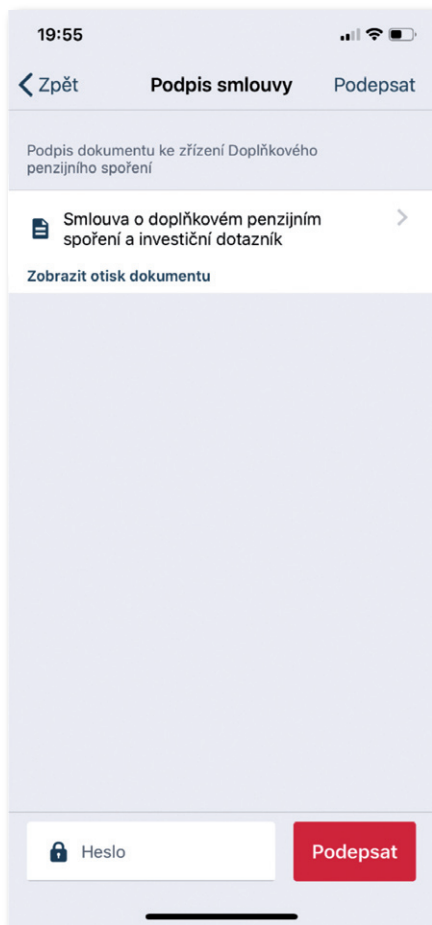 19:55
Zpět Podpis smlouvy Podepsat
Podpis dokumentu ke zřízení Doplňkového
penzijního spoření
Smlouva o doplňkovém penzijním
spoření a investiční dotazník
Zobrazit otisk dokumentu
Heslo Podepsat